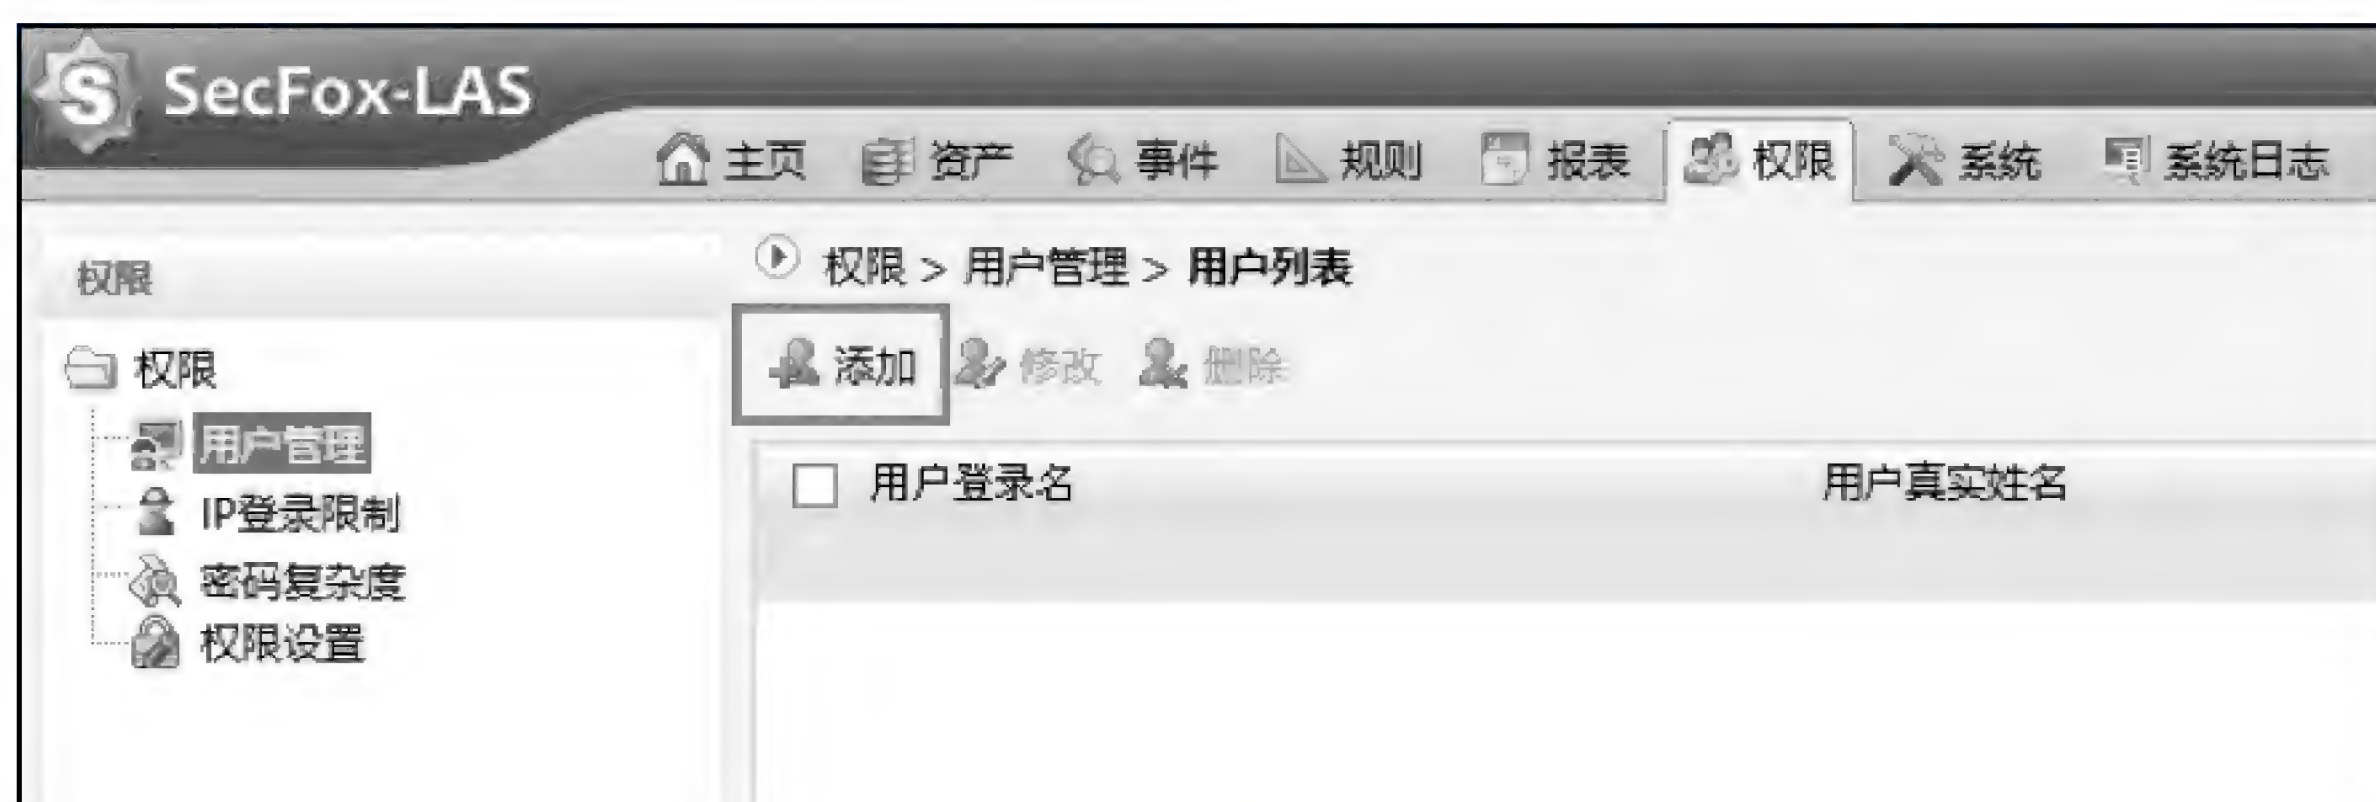 SecFox-LAS
主页 资产 事件 规则 报表 权限 系统 系统日志
权限
权限 > 用户管理 > 用户列表
添加 修改 删除
权限
用户管理
IP登录限制
密码复杂度
权限设置
用户登录名 用户真实姓名